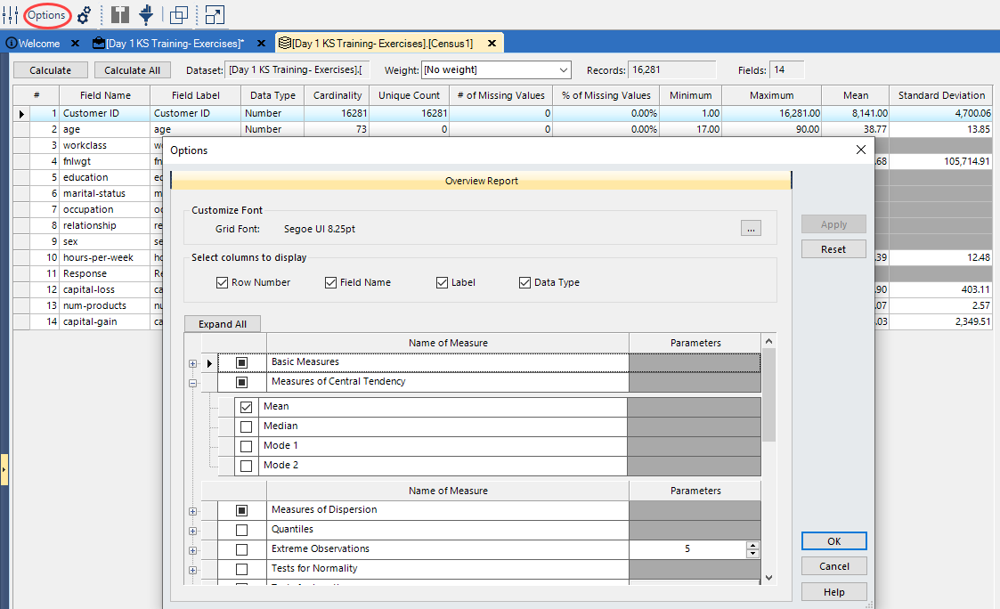 Options
Welcome [Day 1 KS Training- Exercises]* [Day 1 KS Training- Exercises].[Census1]
Calculate Calculate All Dataset: [Day 1 KS Training- Exercises].[ Weight: [No weight] Records: 16,281 Fields: 14
# Field Name Field Label Data Type Cardinality Unique Count # of Missing Values % of Missing Values Minimum Maximum Mean Standard Deviation
1 Customer ID Customer ID Number 16281 16281 0 0.00% 1.00 16,281.00 8,141.00 4,700.06
2 age age Number 73 0 0 0.00% 17.00 90.00 38.77 13.85
3 workclass
4 fnlwgt fn .68 105,714.91
5 education
6 marital-status m
7 occupation
8 relationship re
9 sex se
10 hours-per-week .39 12.48
11 Response Re
12 capital-loss ca .90 403.11
13 num-products .07 2.57
14 capital-gain ca .03 2,349.51
Options
Overview Report
Customize Font
Grid Font: Segoe UI 8.25pt ...
Select columns to display
Row Number Field Name Label Data Type
Expand All
Name of Measure Parameters
Basic Measures
Measures of Central Tendency
Mean
Median
Mode 1
Mode 2
Name of Measure Parameters
Measures of Dispersion
Quantiles
Extreme Observations 5
Tests for Normality
Apply
Reset
OK
Cancel
Help